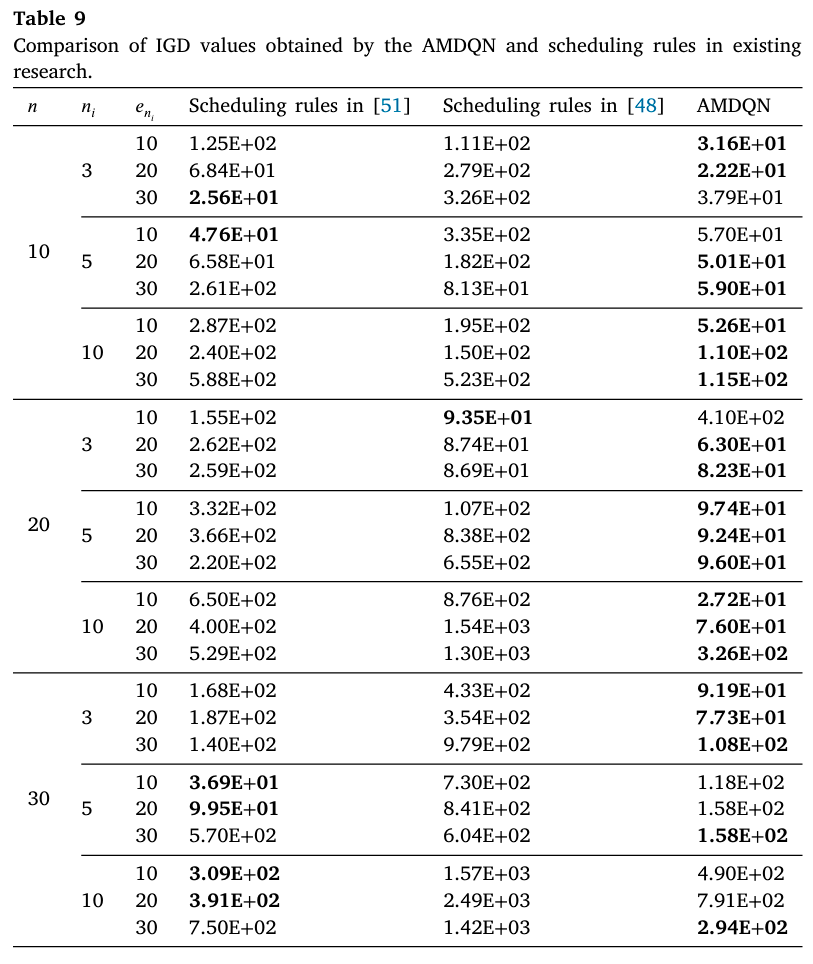 Table 9
Comparison of IGD values obtained by the AMDQN and scheduling rules in existing
research.
n n_i e_{n_i} Scheduling rules in [51] Scheduling rules in [48] AMDQN
10 3 10 1.25E+02 1.11E+02 3.16E+01
20 6.84E+01 2.79E+02 2.22E+01
30 2.56E+01 3.26E+02 3.79E+01
5 10 4.76E+01 3.35E+02 5.70E+01
20 6.58E+01 1.82E+02 5.01E+01
30 2.61E+02 8.13E+01 5.90E+01
10 10 2.87E+02 1.95E+02 5.26E+01
20 2.40E+02 1.50E+02 1.10E+02
30 5.88E+02 5.23E+02 1.15E+02
20 3 10 1.55E+02 9.35E+01 4.10E+02
20 2.62E+02 8.74E+01 6.30E+01
30 2.59E+02 8.69E+01 8.23E+01
5 10 3.32E+02 1.07E+02 9.74E+01
20 3.66E+02 8.38E+02 9.24E+01
30 2.20E+02 6.55E+02 9.60E+01
10 10 6.50E+02 8.76E+02 2.72E+01
20 4.00E+02 1.54E+03 7.60E+01
30 5.29E+02 1.30E+03 3.26E+02
30 3 10 1.68E+02 4.33E+02 9.19E+01
20 1.87E+02 3.54E+02 7.73E+01
30 1.40E+02 9.79E+02 1.08E+02
5 10 3.69E+01 7.30E+02 1.18E+02
20 9.95E+01 8.41E+02 1.58E+02
30 5.70E+02 6.04E+02 1.58E+02
10 10 3.09E+02 1.57E+03 4.90E+02
20 3.91E+02 2.49E+03 7.91E+02
30 7.50E+02 1.42E+03 2.94E+02